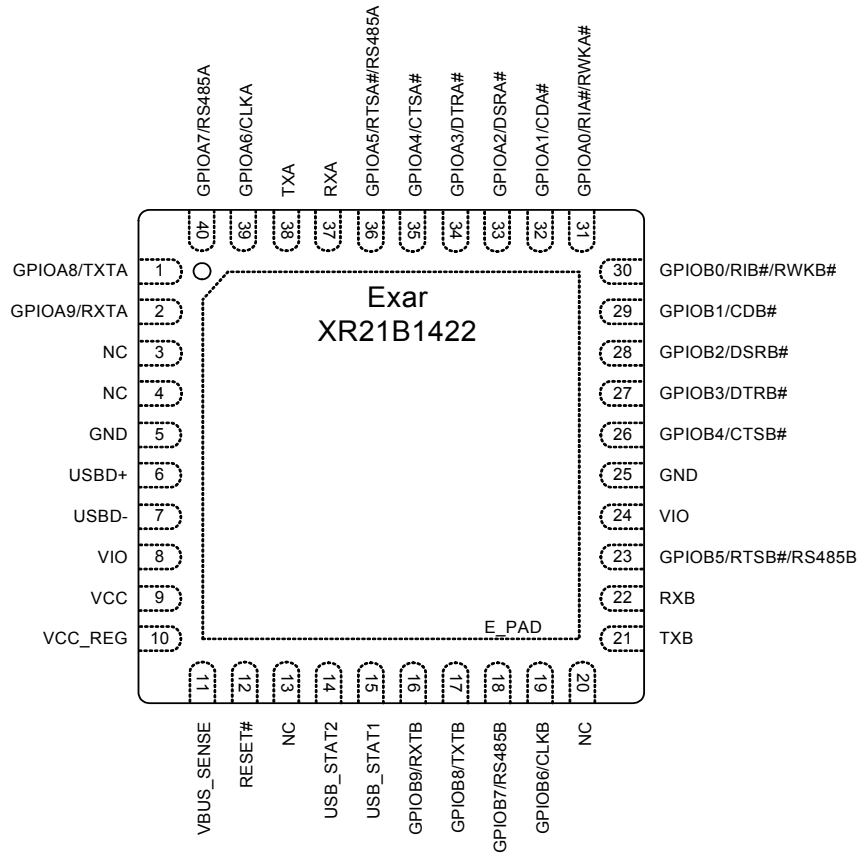 GPIOA7/RS485A
GPIOA6/CLKA
TXA
RXA
GPIOA5/RTSA#/RS485A
GPIOA4/CTSA#
GPIOA3/DTRA#
GPIOA2/DSRA#
GPIOA1/CDA#
GPIOA0/RIA#/RWKA#
40
39
38
37
36
35
34
33
32
31
GPIOA8/TXTA 1
GPIOA9/RXTA 2
NC 3
NC 4
GND 5
USBD+ 6
USBD- 7
VIO 8
VCC 9
VCC_REG 10
Exar
XR21B1422
E_PAD
30 GPIOB0/RIB#/RWKB#
29 GPIOB1/CDB#
28 GPIOB2/DSRB#
27 GPIOB3/DTRB#
26 GPIOB4/CTSB#
25 GND
24 VIO
23 GPIOB5/RTSB#/RS485B
22 RXB
21 TXB
11
12
13
14
15
16
17
18
19
20
VBUS_SENSE
RESET#
NC
USB_STAT2
USB_STAT1
GPIOB9/RXTB
GPIOB8/TXTB
GPIOB7/RS485B
GPIOB6/CLKB
NC